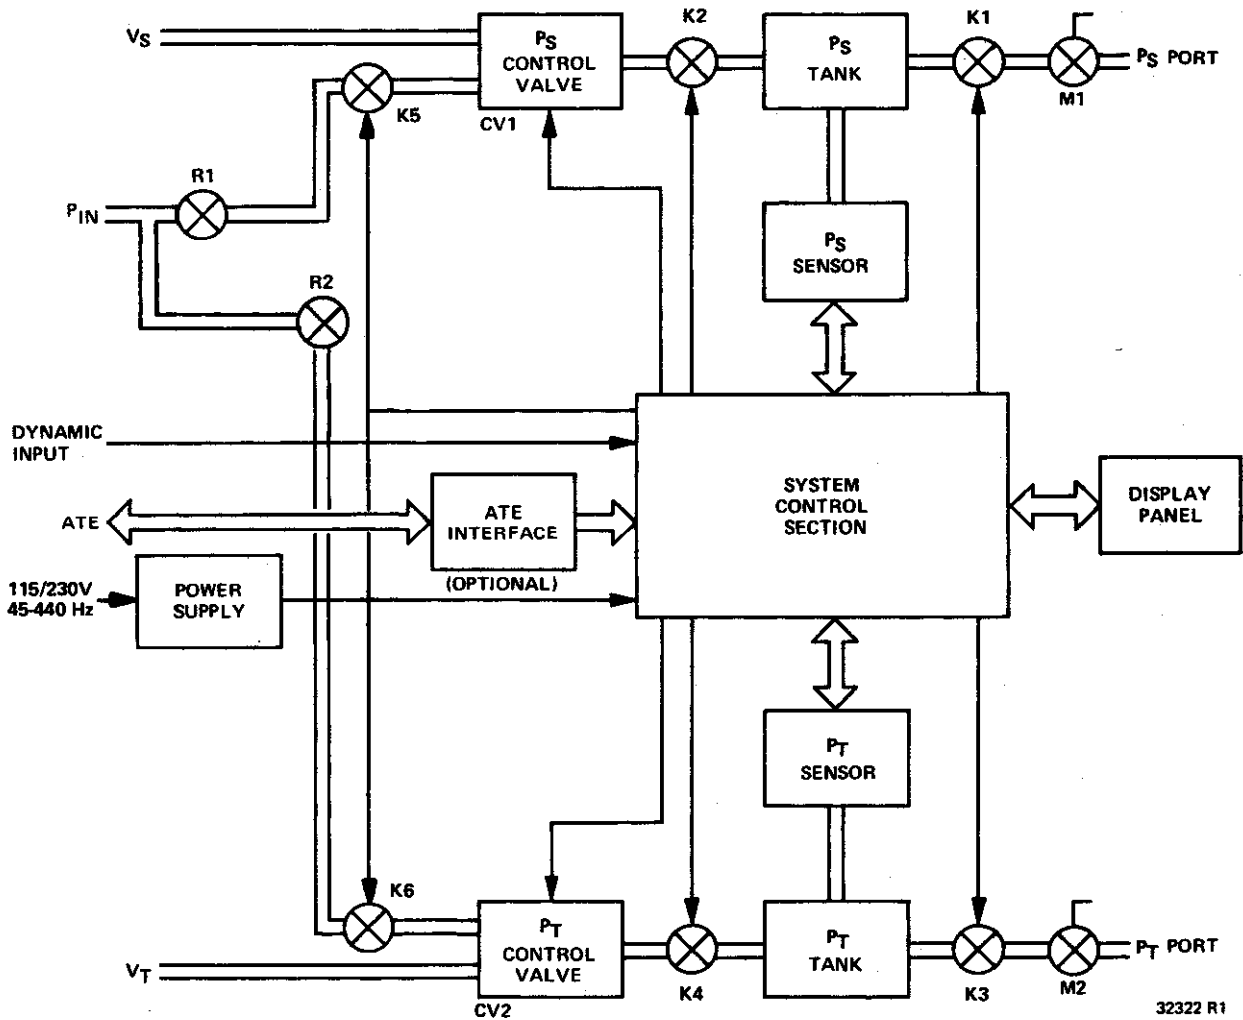 VS
PS
CONTROL
VALVE
CV1
K2
PS
TANK
K1
PS PORT
M1
K5
R1
PIN
PS
SENSOR
R2
DYNAMIC
INPUT
ATE
ATE
INTERFACE
(OPTIONAL)
SYSTEM
CONTROL
SECTION
DISPLAY
PANEL
115/230V
45-440 Hz
POWER
SUPPLY
PT
SENSOR
K6
PT
CONTROL
VALVE
CV2
VT
K4
PT
TANK
K3
PT PORT
M2
32322 R1